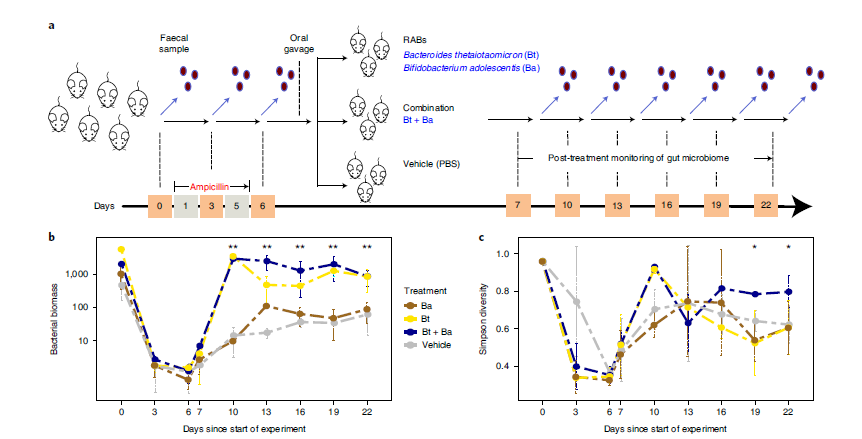 a
Faecal
sample
Oral
gavage
RABs
Bacteroides thetaiotaomicron (Bt)
Bifidobacterium adolescentis (Ba)
Combination
Bt + Ba
Vehicle (PBS)
Post-treatment monitoring of gut microbiome
Ampicillin
Days 0 1 3 5 6 7 10 13 16 19 22
b
Bacterial biomass
1,000
100
10
** ** ** ** **
0 3 6 7 10 13 16 19 22
Days since start of experiment
Treatment
Ba
Bt
Bt + Ba
Vehicle
c
Simpson diversity
1.0
0.8
0.6
0.4
* *
0 3 6 7 10 13 16 19 22
Days since start of experiment